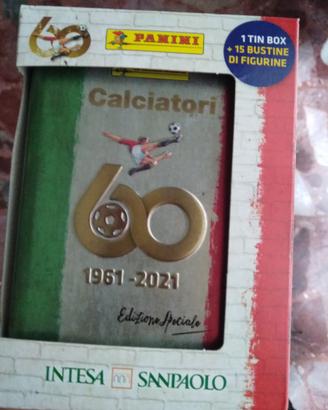 60
PANINI
1 TIN BOX
+ 15 BUSTINE
DI FIGURINE
Calciatori
60
1961-2021
Edizione Speciale
INTESA SANPAOLO